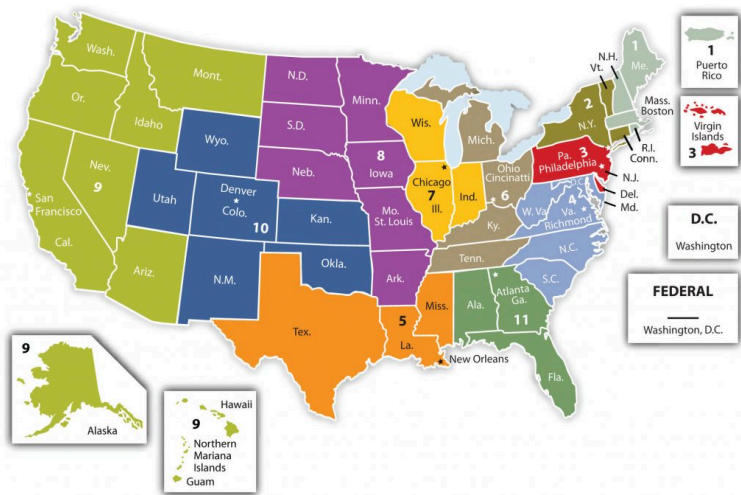 Wash.
Mont.
Or.
Idaho
Wyo.
Nev.
9
San
Francisco
Cal.
Utah
Denver
Colo.
10
Ariz.
N.M.
N.D.
S.D.
Neb.
Kan.
Okla.
Tex.
Minn.
8
Iowa
Mo.
St. Louis
Ark.
5
La.
Miss.
New Orleans
Wis.
Chicago
7
Ill.
Ind.
Mich.
Ohio
Cincinatti
6
Ky.
Tenn.
Ala.
Atlanta
Ga.
11
Fla.
W. Va.
4
Va.
Richmond
N.C.
S.C.
D.C.
Pa.
3
Philadelphia
2
N.Y.
Vt.
N.H.
1
Me.
Mass.
Boston
R.I.
Conn.
N.J.
Del.
Md.
1
Puerto
Rico
Virgin
Islands
3
D.C.
Washington
FEDERAL
Washington, D.C.
9
Alaska
Hawaii
9
Northern
Mariana
Islands
Guam